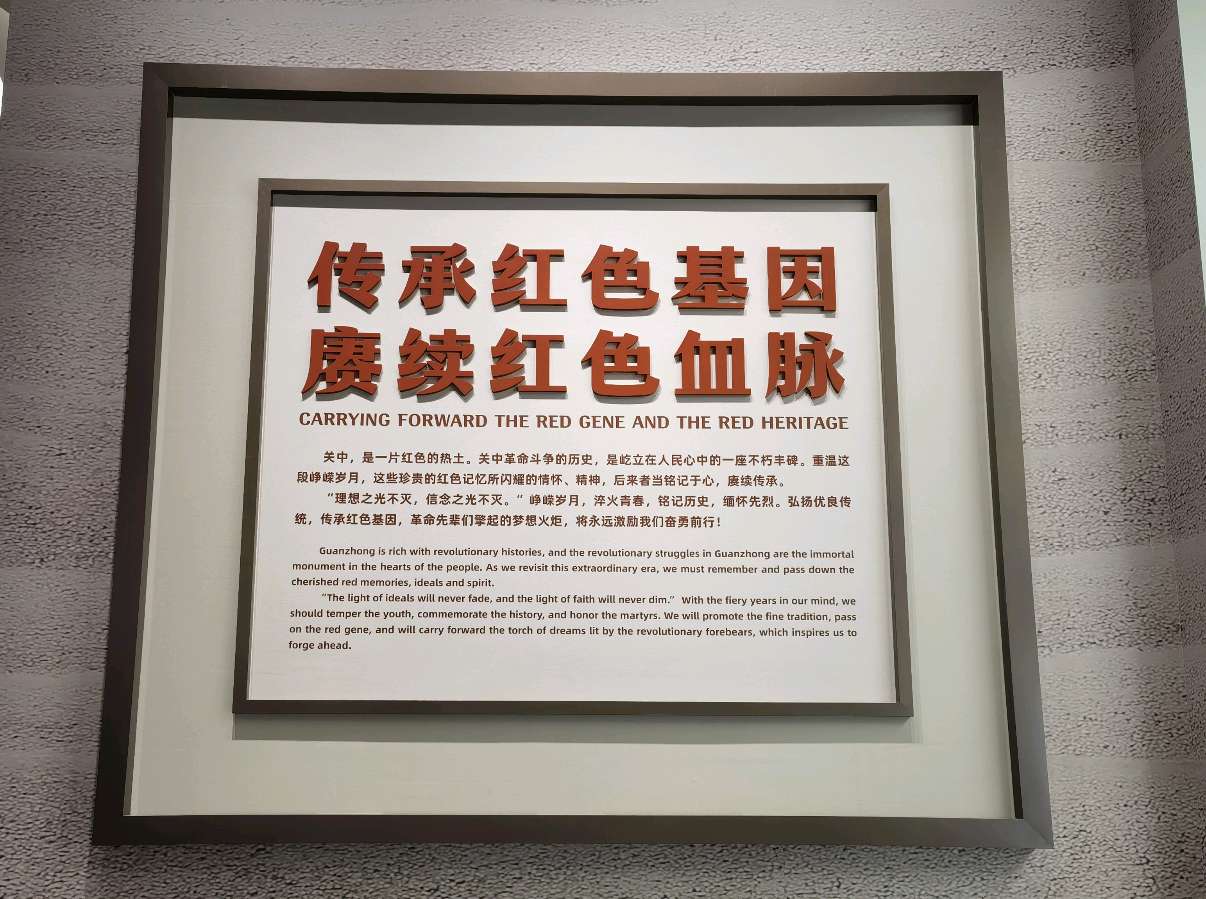 传承红色基因
赓续红色血脉
CARRYING FORWARD THE RED GENE AND THE RED HERITAGE
关中，是一片红色的热土。关中革命斗争的历史，是屹立在人民心中的一座不朽丰碑。重温这
段峥嵘岁月，这些珍贵的红色记忆所闪耀的情怀、精神，后来者当铭记于心，赓续传承。
“理想之光不灭，信念之光不灭。“ 峥嵘岁月，淬火青春，铭记历史，缅怀先烈。弘扬优良传
统，传承红色基因，革命先辈们擎起的梦想火炬，将永远激励我们奋勇前行！
Guanzhong is rich with revolutionary histories, and the revolutionary struggles in Guanzhong are the immortal
monument in the hearts of the people. As we revisit this extraordinary era, we must remember and pass down the
cherished red memories, ideals and spirit.
“The light of ideals will never fade, and the light of faith will never dim.” With the fiery years in our mind, we
should temper the youth, commemorate the history, and honor the martyrs. We will promote the fine tradition, pass
on the red gene, and will carry forward the torch of dreams lit by the revolutionary forebears, which inspires us to
forge ahead.